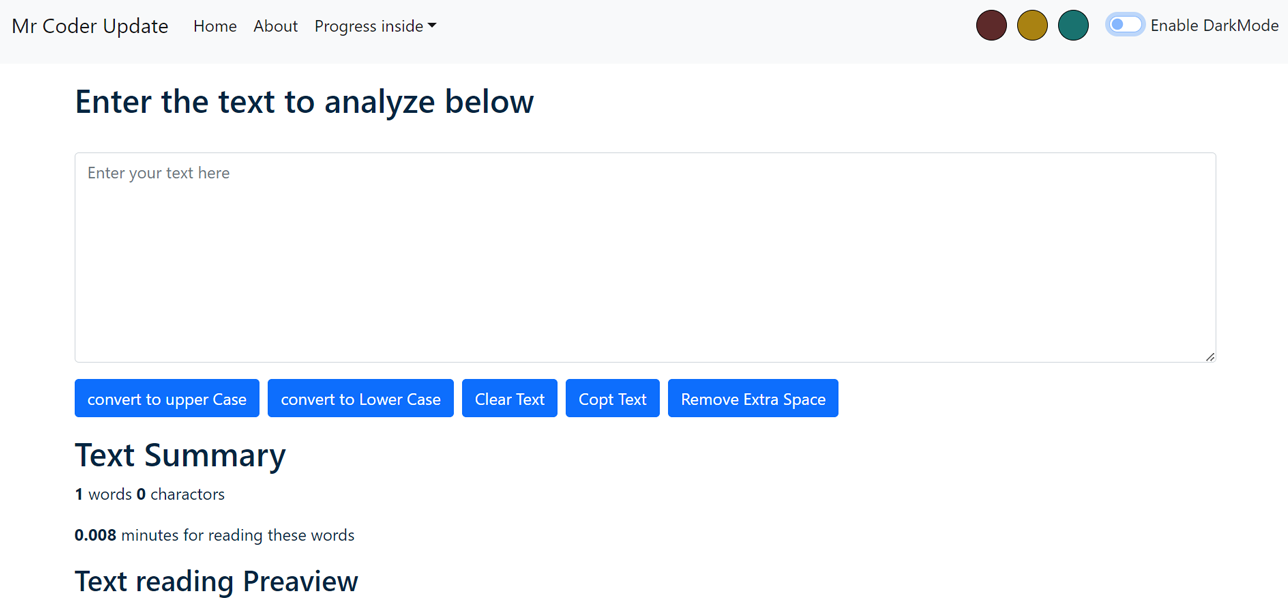 Mr Coder Update Home About Progress inside Enable DarkMode
Enter the text to analyze below
Enter your text here
convert to upper Case convert to Lower Case Clear Text Copt Text Remove Extra Space
Text Summary
1 words 0 charactors
0.008 minutes for reading these words
Text reading Preaview